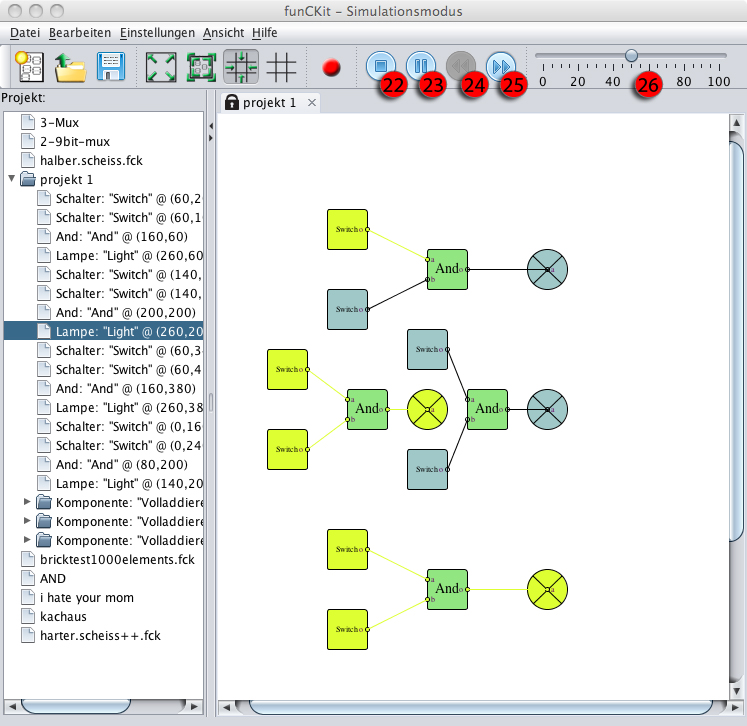 funCKit – Simulationsmodus
Datei Bearbeiten Einstellungen Ansicht Hilfe
22 23 24 25 26
0 20 40 80 100
Projekt:
projekt 1
3-Mux
2-9bit-mux
halber.scheiss.fck
projekt 1
Schalter: "Switch" @ (60,2
Schalter: "Switch" @ (60,1
And: "And" @ (160,60)
Lampe: "Light" @ (260,60
Schalter: "Switch" @ (140,
Schalter: "Switch" @ (140,
And: "And" @ (200,200)
Lampe: "Light" @ (260,20
Schalter: "Switch" @ (60,3
Schalter: "Switch" @ (60,4
And: "And" @ (160,380)
Lampe: "Light" @ (260,38
Schalter: "Switch" @ (0,16
Schalter: "Switch" @ (0,24
And: "And" @ (80,200)
Lampe: "Light" @ (140,20
Komponente: "Volladdiere
Komponente: "Volladdiere
Komponente: "Volladdiere
bricktest1000elements.fck
AND
i hate your mom
kachaus
harter.scheiss++.fck
Switch o
a
b
And o
a
Switch o
Switch o
Switch o
a
b
And o
a
a
b
And o
a
Switch o
Switch o
Switch o
a
b
And o
a
Switch o